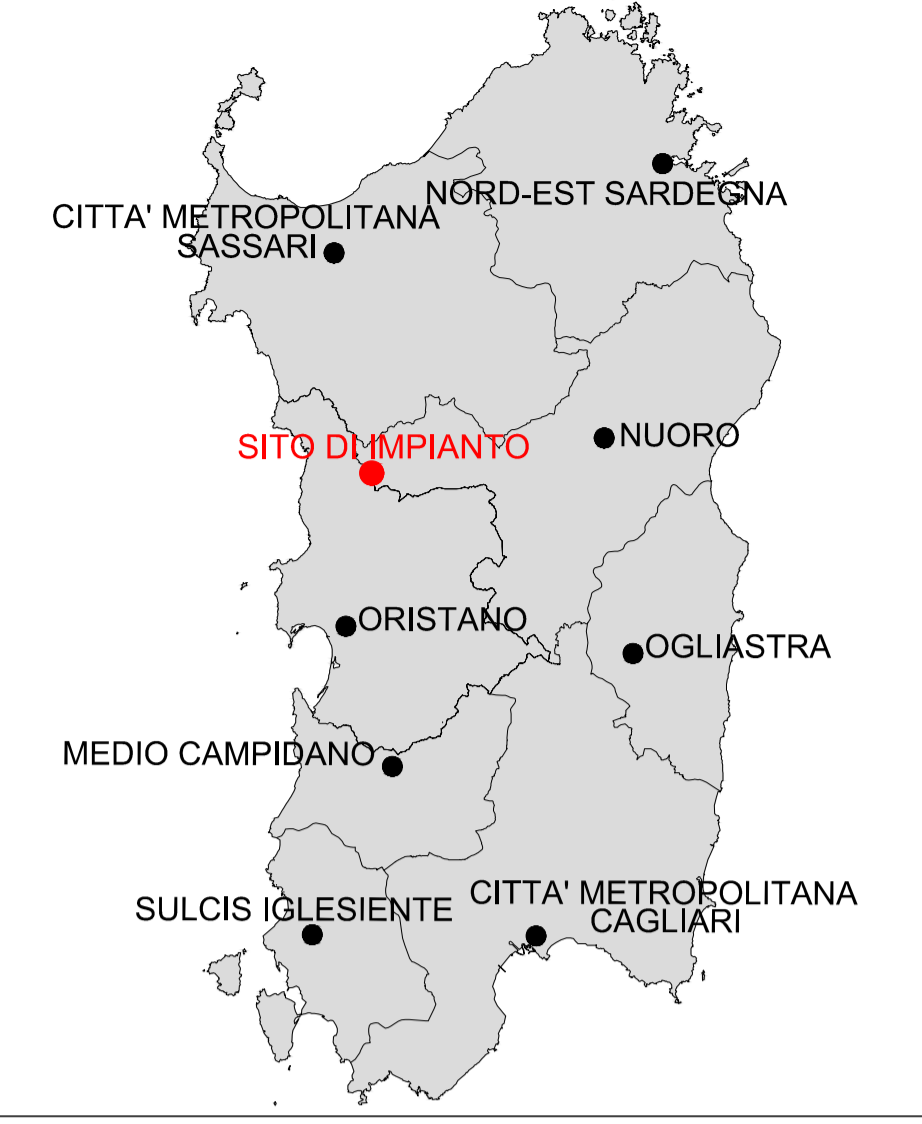 NORD-EST SARDEGNA
CITTA' METROPOLITANA
SASSARI
SITO DI IMPIANTO
NUORO
ORISTANO
OGLIASTRA
MEDIO CAMPIDANO
CITTA' METROPOLITANA
CAGLIARI
SULCIS IGLESIENTE